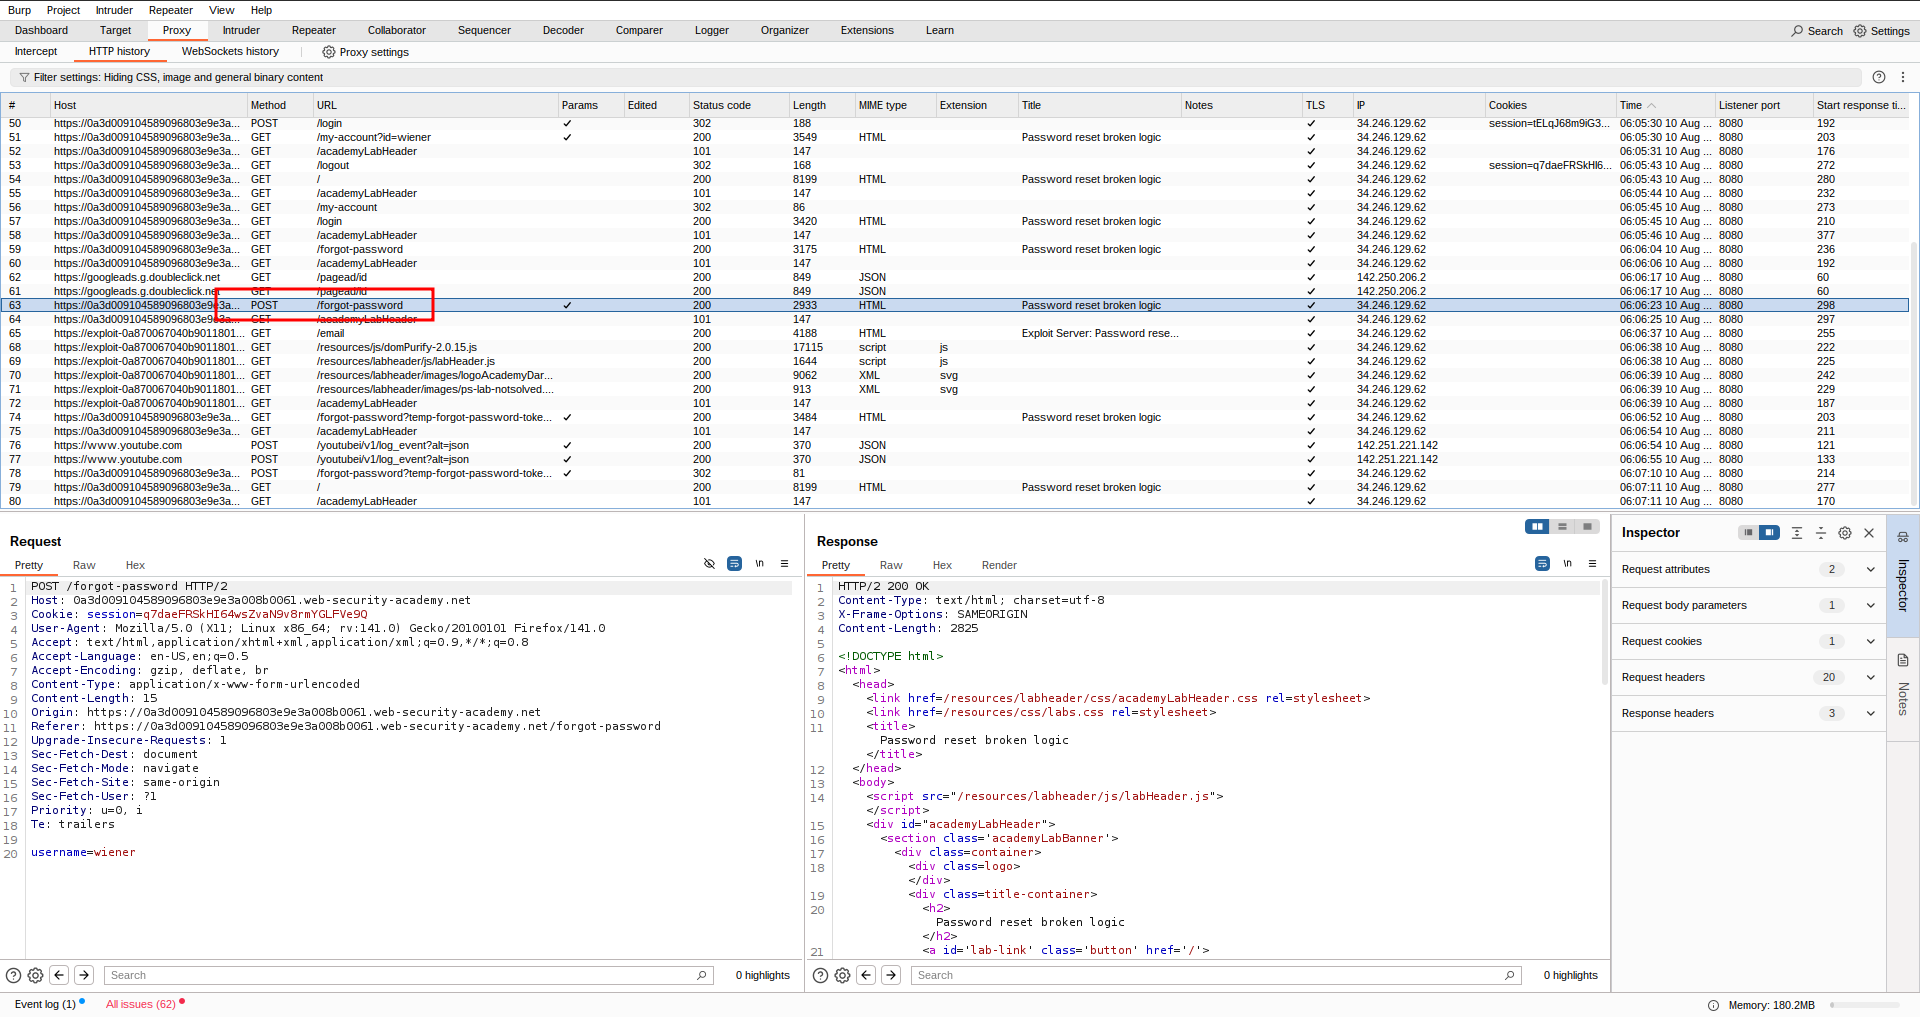 Burp Project Intruder Repeater View Help
Dashboard Target Proxy Intruder Repeater Collaborator Sequencer Decoder Comparer Logger Organizer Extensions Learn Search Settings
Intercept HTTP history WebSockets history Proxy settings
Filter settings: Hiding CSS, image and general binary content
# Host Method URL Params Edited Status code Length MIME type Extension Title Notes TLS IP Cookies Time Listener port Start response ti...
50 https://0a3d009104589096803e9e3a... POST /login ✓ 302 188 ✓ 34.246.129.62 session=tELqJ68m9iG3... 06:05:30 10 Aug ... 8080 192
51 https://0a3d009104589096803e9e3a... GET /my-account?id=wiener ✓ 200 3549 HTML Password reset broken logic ✓ 34.246.129.62 06:05:30 10 Aug ... 8080 203
52 https://0a3d009104589096803e9e3a... GET /academyLabHeader 101 147 ✓ 34.246.129.62 06:05:31 10 Aug ... 8080 176
53 https://0a3d009104589096803e9e3a... GET /logout 302 168 ✓ 34.246.129.62 session=q7daeFRSkHI6... 06:05:43 10 Aug ... 8080 272
54 https://0a3d009104589096803e9e3a... GET / 200 8199 HTML Password reset broken logic ✓ 34.246.129.62 06:05:43 10 Aug ... 8080 280
55 https://0a3d009104589096803e9e3a... GET /academyLabHeader 101 147 ✓ 34.246.129.62 06:05:44 10 Aug ... 8080 232
56 https://0a3d009104589096803e9e3a... GET /my-account 302 86 ✓ 34.246.129.62 06:05:45 10 Aug ... 8080 273
57 https://0a3d009104589096803e9e3a... GET /login 200 3420 HTML Password reset broken logic ✓ 34.246.129.62 06:05:45 10 Aug ... 8080 210
58 https://0a3d009104589096803e9e3a... GET /academyLabHeader 101 147 ✓ 34.246.129.62 06:05:46 10 Aug ... 8080 377
59 https://0a3d009104589096803e9e3a... GET /forgot-password 200 3175 HTML Password reset broken logic ✓ 34.246.129.62 06:06:04 10 Aug ... 8080 236
60 https://0a3d009104589096803e9e3a... GET /academyLabHeader 101 147 ✓ 34.246.129.62 06:06:06 10 Aug ... 8080 192
62 https://googleads.g.doubleclick.net GET /pagead/id 200 849 JSON ✓ 142.250.206.2 06:06:17 10 Aug ... 8080 60
61 https://googleads.g.doubleclick.net GET /pagead/id 200 849 JSON ✓ 142.250.206.2 06:06:17 10 Aug ... 8080 60
63 https://0a3d009104589096803e9e3a... POST /forgot-password ✓ 200 2933 HTML Password reset broken logic ✓ 34.246.129.62 06:06:23 10 Aug ... 8080 298
64 https://0a3d009104589096803e9e3a... GET /academyLabHeader 101 147 ✓ 34.246.129.62 06:06:25 10 Aug ... 8080 297
65 https://exploit-0a870067040b9011801... GET /email 200 4188 HTML Exploit Server: Password rese... ✓ 34.246.129.62 06:06:37 10 Aug ... 8080 255
68 https://exploit-0a870067040b9011801... GET /resources/js/domPurify-2.0.15.js 200 17115 script js ✓ 34.246.129.62 06:06:38 10 Aug ... 8080 222
69 https://exploit-0a870067040b9011801... GET /resources/labheader/js/labHeader.js 200 1644 script js ✓ 34.246.129.62 06:06:38 10 Aug ... 8080 225
70 https://exploit-0a870067040b9011801... GET /resources/labheader/images/logoAcademyDar... 200 9062 XML svg ✓ 34.246.129.62 06:06:39 10 Aug ... 8080 242
71 https://exploit-0a870067040b9011801... GET /resources/labheader/images/ps-lab-notsolved.... 200 913 XML svg ✓ 34.246.129.62 06:06:39 10 Aug ... 8080 229
72 https://exploit-0a870067040b9011801... GET /academyLabHeader 101 147 ✓ 34.246.129.62 06:06:39 10 Aug ... 8080 187
74 https://0a3d009104589096803e9e3a... GET /forgot-password?temp-forgot-password-toke... ✓ 200 3484 HTML Password reset broken logic ✓ 34.246.129.62 06:06:52 10 Aug ... 8080 203
75 https://0a3d009104589096803e9e3a... GET /academyLabHeader 101 147 ✓ 34.246.129.62 06:06:54 10 Aug ... 8080 211
76 https://www.youtube.com POST /youtubei/v1/log_event?alt=json ✓ 200 370 JSON ✓ 142.251.221.142 06:06:54 10 Aug ... 8080 121
77 https://www.youtube.com POST /youtubei/v1/log_event?alt=json ✓ 200 370 JSON ✓ 142.251.221.142 06:06:55 10 Aug ... 8080 133
78 https://0a3d009104589096803e9e3a... POST /forgot-password?temp-forgot-password-toke... ✓ 302 81 ✓ 34.246.129.62 06:07:10 10 Aug ... 8080 214
79 https://0a3d009104589096803e9e3a... GET / 200 8199 HTML Password reset broken logic ✓ 34.246.129.62 06:07:11 10 Aug ... 8080 277
80 https://0a3d009104589096803e9e3a... GET /academyLabHeader 101 147 ✓ 34.246.129.62 06:07:11 10 Aug ... 8080 170
Request
Pretty Raw Hex \n
1 POST /forgot-password HTTP/2
2 Host: 0a3d009104589096803e9e3a008b0061.web-security-academy.net
3 Cookie: session=q7daeFRSkHI64wsZvaN9v8rmYGLFVe9Q
4 User-Agent: Mozilla/5.0 (X11; Linux x86_64; rv:141.0) Gecko/20100101 Firefox/141.0
5 Accept: text/html,application/xhtml+xml,application/xml;q=0.9,*/*;q=0.8
6 Accept-Language: en-US,en;q=0.5
7 Accept-Encoding: gzip, deflate, br
8 Content-Type: application/x-www-form-urlencoded
9 Content-Length: 15
10 Origin: https://0a3d009104589096803e9e3a008b0061.web-security-academy.net
11 Referer: https://0a3d009104589096803e9e3a008b0061.web-security-academy.net/forgot-password
12 Upgrade-Insecure-Requests: 1
13 Sec-Fetch-Dest: document
14 Sec-Fetch-Mode: navigate
15 Sec-Fetch-Site: same-origin
16 Sec-Fetch-User: ?1
17 Priority: u=0, i
18 Te: trailers
19
20 username=wiener
Search 0 highlights
Response
Pretty Raw Hex Render \n
1 HTTP/2 200 OK
2 Content-Type: text/html; charset=utf-8
3 X-Frame-Options: SAMEORIGIN
4 Content-Length: 2825
5
6 <!DOCTYPE html>
7 <html>
8 <head>
9 <link href=/resources/labheader/css/academyLabHeader.css rel=stylesheet>
10 <link href=/resources/css/labs.css rel=stylesheet>
11 <title>
Password reset broken logic
</title>
12 </head>
13 <body>
14 <script src="/resources/labheader/js/labHeader.js">
</script>
15 <div id="academyLabHeader">
16 <section class='academyLabBanner'>
17 <div class=container>
18 <div class=logo>
</div>
19 <div class=title-container>
20 <h2>
Password reset broken logic
</h2>
21 <a id='lab-link' class='button' href='/'>
Search 0 highlights
Inspector
Request attributes 2
Request body parameters 1
Request cookies 1
Request headers 20
Response headers 3
Inspector
Notes
Event log (1) All issues (62) Memory: 180.2MB